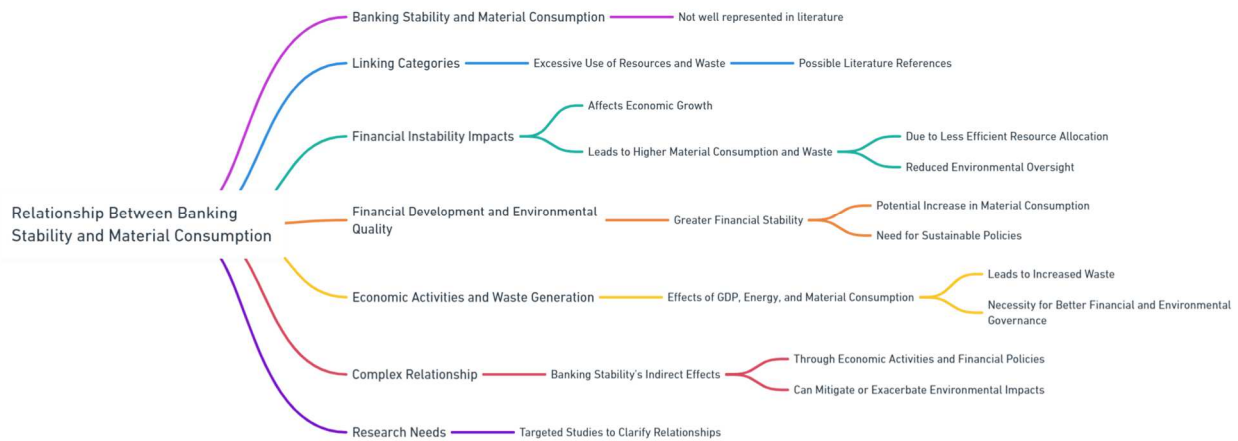 Banking Stability and Material Consumption
Not well represented in literature
Linking Categories
Excessive Use of Resources and Waste
Possible Literature References
Financial Instability Impacts
Affects Economic Growth
Leads to Higher Material Consumption and Waste
Due to Less Efficient Resource Allocation
Reduced Environmental Oversight
Relationship Between Banking
Stability and Material Consumption
Financial Development and Environmental
Quality
Greater Financial Stability
Potential Increase in Material Consumption
Need for Sustainable Policies
Economic Activities and Waste Generation
Effects of GDP, Energy, and Material Consumption
Leads to Increased Waste
Necessity for Better Financial and Environmental
Governance
Complex Relationship
Banking Stability's Indirect Effects
Through Economic Activities and Financial Policies
Can Mitigate or Exacerbate Environmental Impacts
Research Needs
Targeted Studies to Clarify Relationships